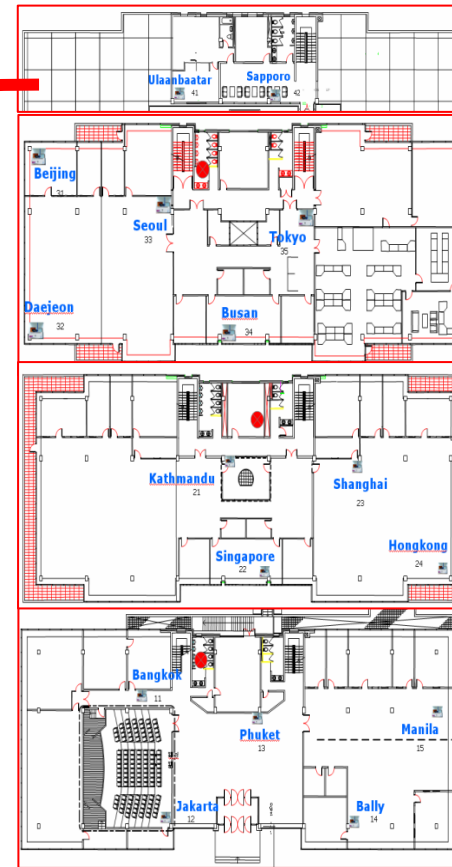 Ulaanbaatar
41
Sapporo
42
Beijing
31
Seoul
33
Tokyo
35
Daejeon
32
Busan
34
Kathmandu
21
Shanghai
23
Singapore
22
Hongkong
24
Bangkok
11
Phuket
13
Manila
15
Jakarta
12
Bally
14